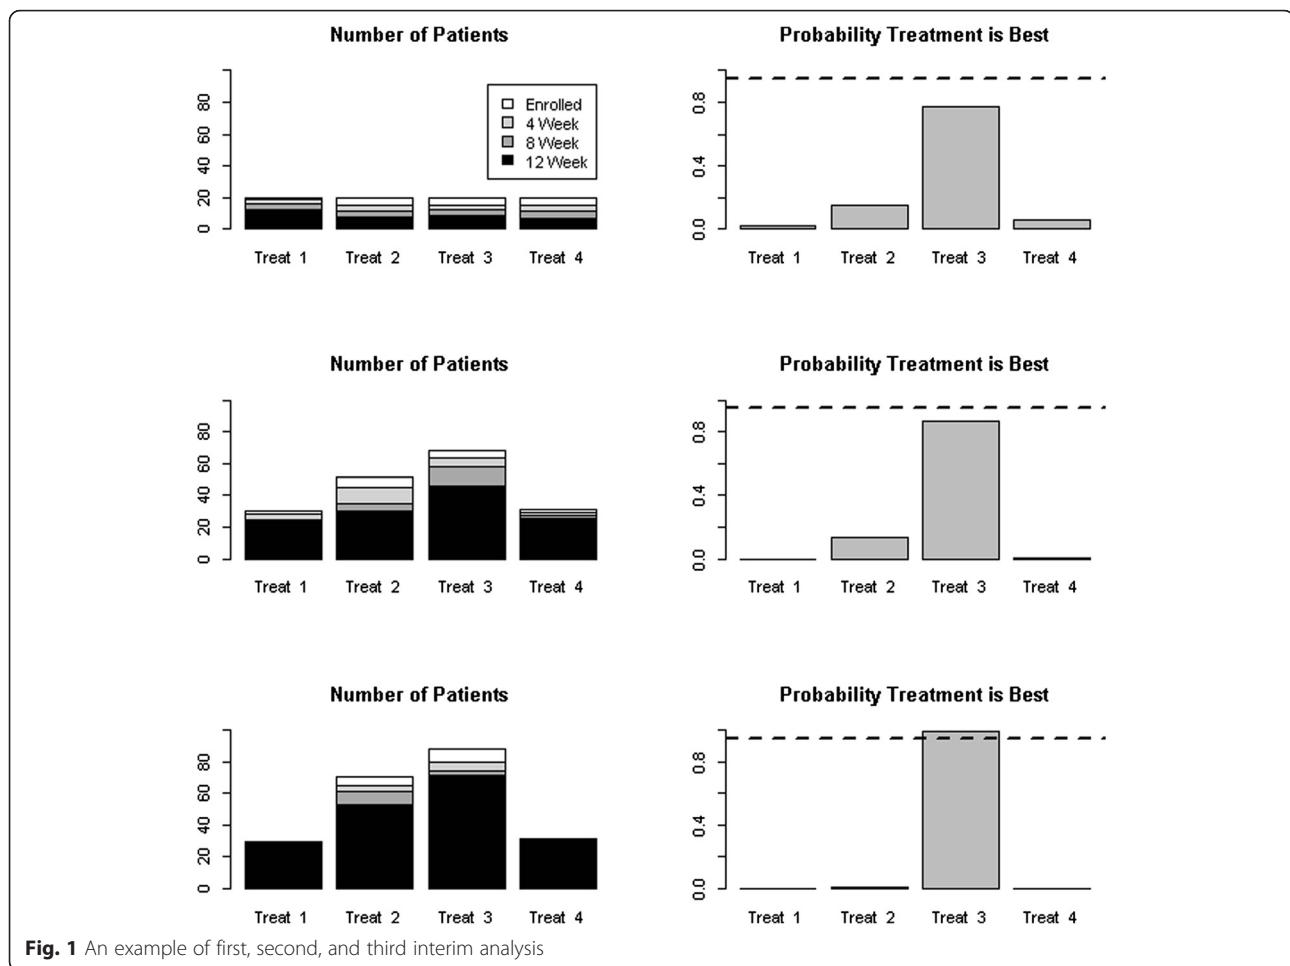 Number of Patients
80
60
40
20
0
Enrolled
4 Week
8 Week
12 Week
Treat 1 Treat 2 Treat 3 Treat 4
Probability Treatment is Best
0.8
0.4
0.0
Treat 1 Treat 2 Treat 3 Treat 4
Number of Patients
80
60
40
20
0
Treat 1 Treat 2 Treat 3 Treat 4
Probability Treatment is Best
0.8
0.4
0.0
Treat 1 Treat 2 Treat 3 Treat 4
Number of Patients
80
60
40
20
0
Treat 1 Treat 2 Treat 3 Treat 4
Probability Treatment is Best
0.8
0.4
0.0
Treat 1 Treat 2 Treat 3 Treat 4
Fig. 1 An example of first, second, and third interim analysis